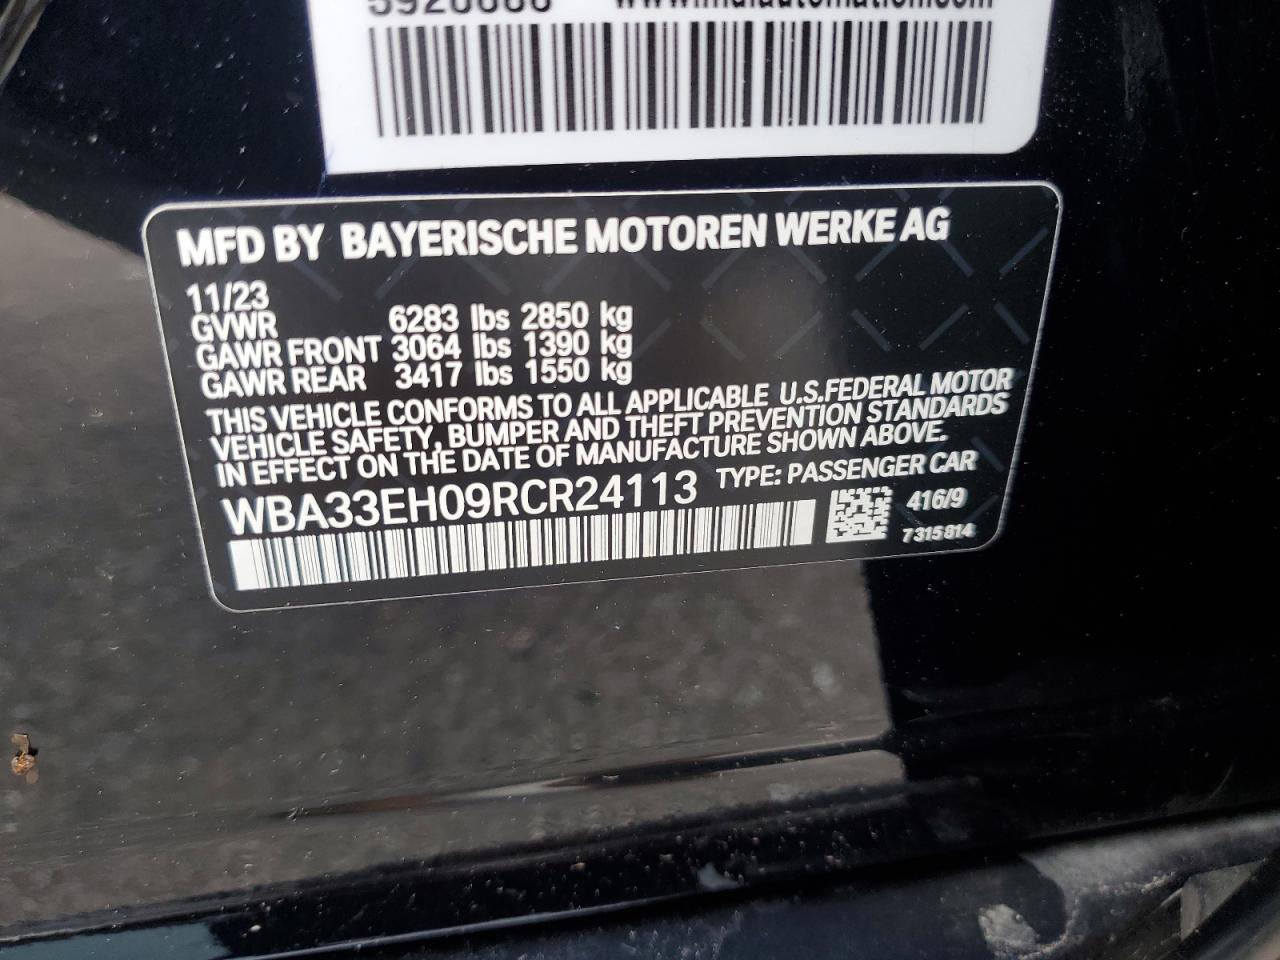 MFD BY BAYERISCHE MOTOREN WERKE AG
11/23
GVWR 6283 lbs 2850 kg
GAWR FRONT 3064 lbs 1390 kg
GAWR REAR 3417 lbs 1550 kg
THIS VEHICLE CONFORMS TO ALL APPLICABLE U.S.FEDERAL MOTOR
VEHICLE SAFETY, BUMPER AND THEFT PREVENTION STANDARDS
IN EFFECT ON THE DATE OF MANUFACTURE SHOWN ABOVE.
WBA33EH09RCR24113 TYPE: PASSENGER CAR
416/9
7315814